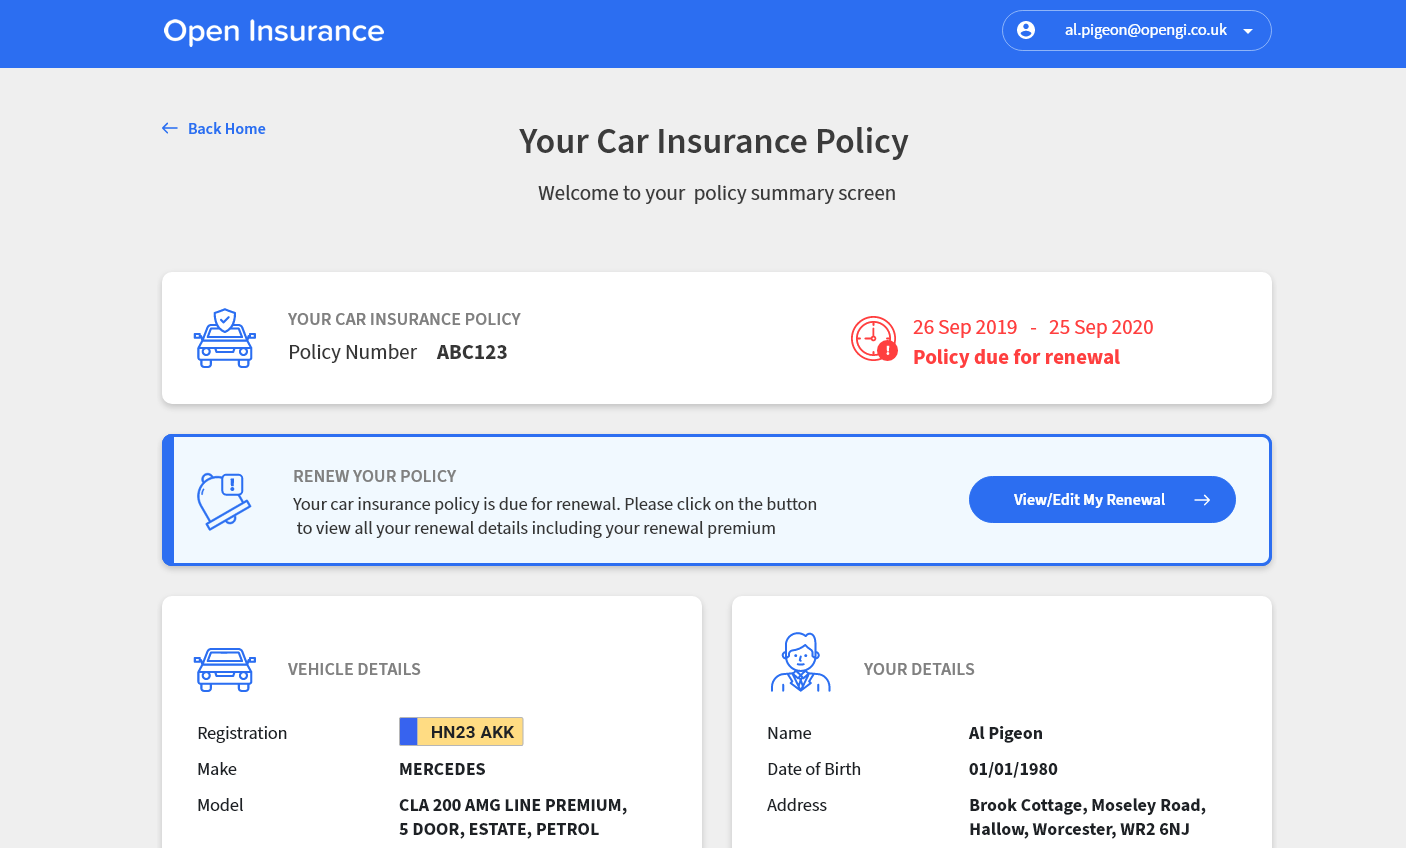 Open Insurance
al.pigeon@opengi.co.uk
Back Home
Your Car Insurance Policy
Welcome to your policy summary screen
YOUR CAR INSURANCE POLICY
Policy Number ABC123
26 Sep 2019 - 25 Sep 2020
Policy due for renewal
RENEW YOUR POLICY
Your car insurance policy is due for renewal. Please click on the button
to view all your renewal details including your renewal premium
View/Edit My Renewal
VEHICLE DETAILS
Registration HN23 AKK
Make MERCEDES
Model CLA 200 AMG LINE PREMIUM,
5 DOOR, ESTATE, PETROL
YOUR DETAILS
Name Al Pigeon
Date of Birth 01/01/1980
Address Brook Cottage, Moseley Road,
Hallow, Worcester, WR2 6NJ